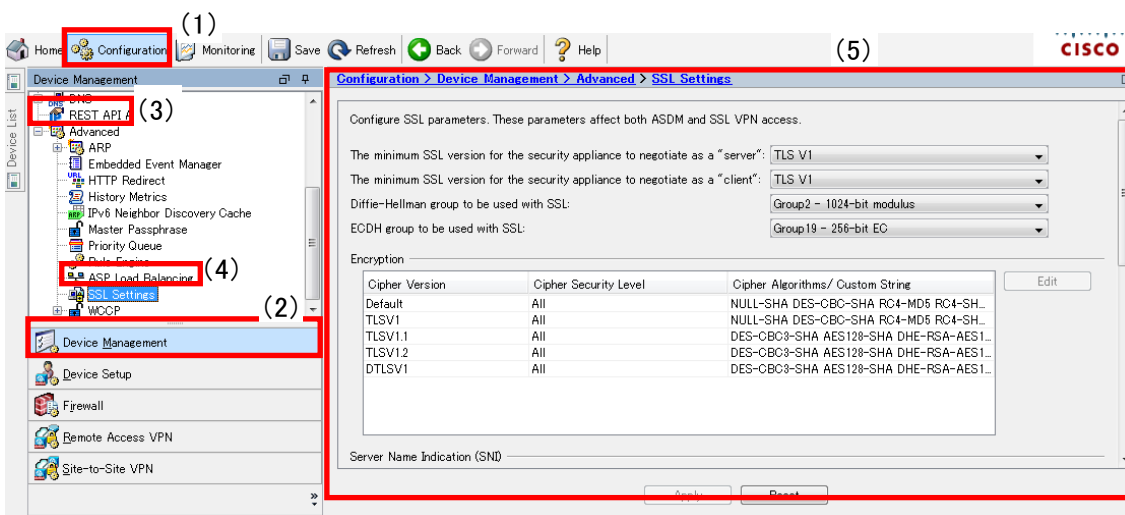 (1)
Home Configuration Monitoring Save Refresh Back Forward Help
(5)
CISCO
Device List
Device Management
DNS
REST API A
(3)
Advanced
ARP
Embedded Event Manager
HTTP Redirect
History Metrics
IPv6 Neighbor Discovery Cache
Master Passphrase
Priority Queue
Rule Engine
ASP Load Balancing
(4)
SSL Settings
WCCP
(2)
Device Management
Device Setup
Firewall
Remote Access VPN
Site-to-Site VPN
Configuration > Device Management > Advanced > SSL Settings
Configure SSL parameters. These parameters affect both ASDM and SSL VPN access.
The minimum SSL version for the security appliance to negotiate as a "server": TLS V1
The minimum SSL version for the security appliance to negotiate as a "client": TLS V1
Diffie-Hellman group to be used with SSL: Group2 - 1024-bit modulus
ECDH group to be used with SSL: Group19 - 256-bit EC
Encryption
Cipher Version Cipher Security Level Cipher Algorithms/ Custom String
Edit
Default All NULL-SHA DES-CBC-SHA RC4-MD5 RC4-SH...
TLSV1 All NULL-SHA DES-CBC-SHA RC4-MD5 RC4-SH...
TLSV1.1 All DES-CBC3-SHA AES128-SHA DHE-RSA-AES1...
TLSV1.2 All DES-CBC3-SHA AES128-SHA DHE-RSA-AES1...
DTLSV1 All DES-CBC3-SHA AES128-SHA DHE-RSA-AES1...
Server Name Indication (SNI)
Apply Reset